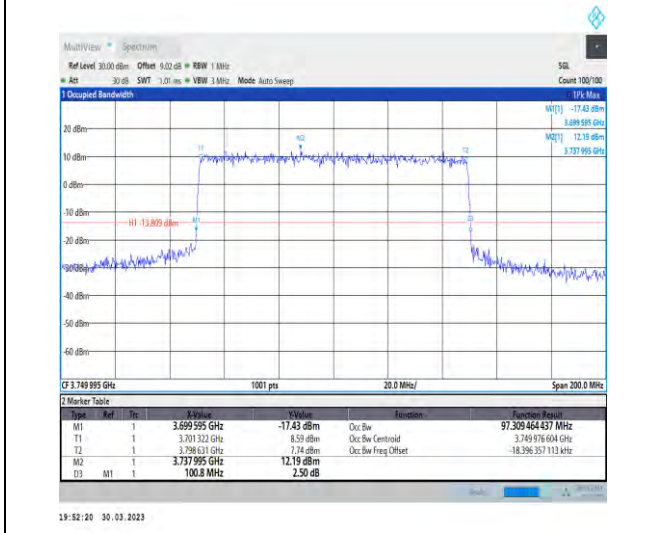 MultiView Spectrum
Ref Level 30.00 dBm Offset 9.02 dB RBW 1 MHz SGL
Att 30 dB SWT 1.01 ms VBW 3 MHz Mode Auto Sweep Count 100/100
1 Occupied Bandwidth 1Pk Max
M1[1] -17.43 dBm
3.699 595 GHz
M2[1] 12.19 dBm
3.737 995 GHz
20 dBm
M2
T1 T2
10 dBm
0 dBm
-10 dBm
H1 -13.809 dBm M1 D3
-20 dBm
-30 dBm
-40 dBm
-50 dBm
-60 dBm
CF 3.749 995 GHz 1001 pts 20.0 MHz/ Span 200.0 MHz
2 Marker Table
Type Ref Trc X-Value Y-Value Function Function Result
M1 1 3.699 595 GHz -17.43 dBm Occ Bw 97.309 464 437 MHz
T1 1 3.701 322 GHz 8.59 dBm Occ Bw Centroid 3.749 976 604 GHz
T2 1 3.798 631 GHz 7.74 dBm Occ Bw Freq Offset -18.396 357 113 kHz
M2 1 3.737 995 GHz 12.19 dBm
D3 M1 1 100.8 MHz 2.50 dB
19:52:20 30.03.2023